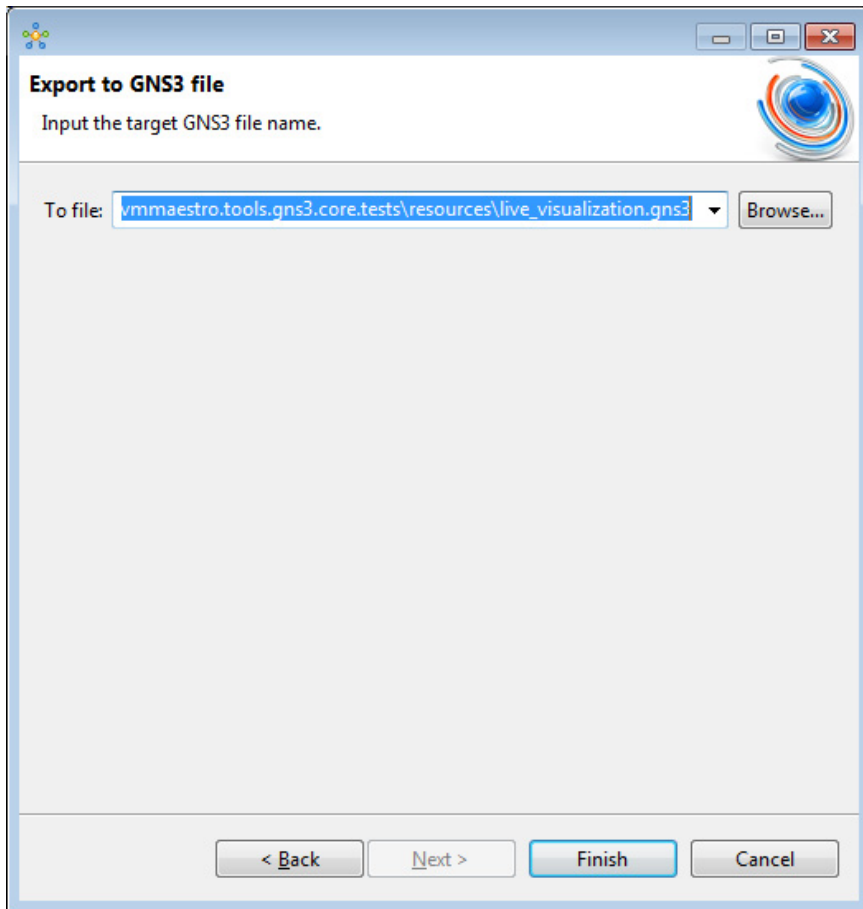 Export to GNS3 file
Input the target GNS3 file name.
To file: vmmaestro.tools.gns3.core.tests\resources\live_visualization.gns3 Browse...
< Back Next > Finish Cancel